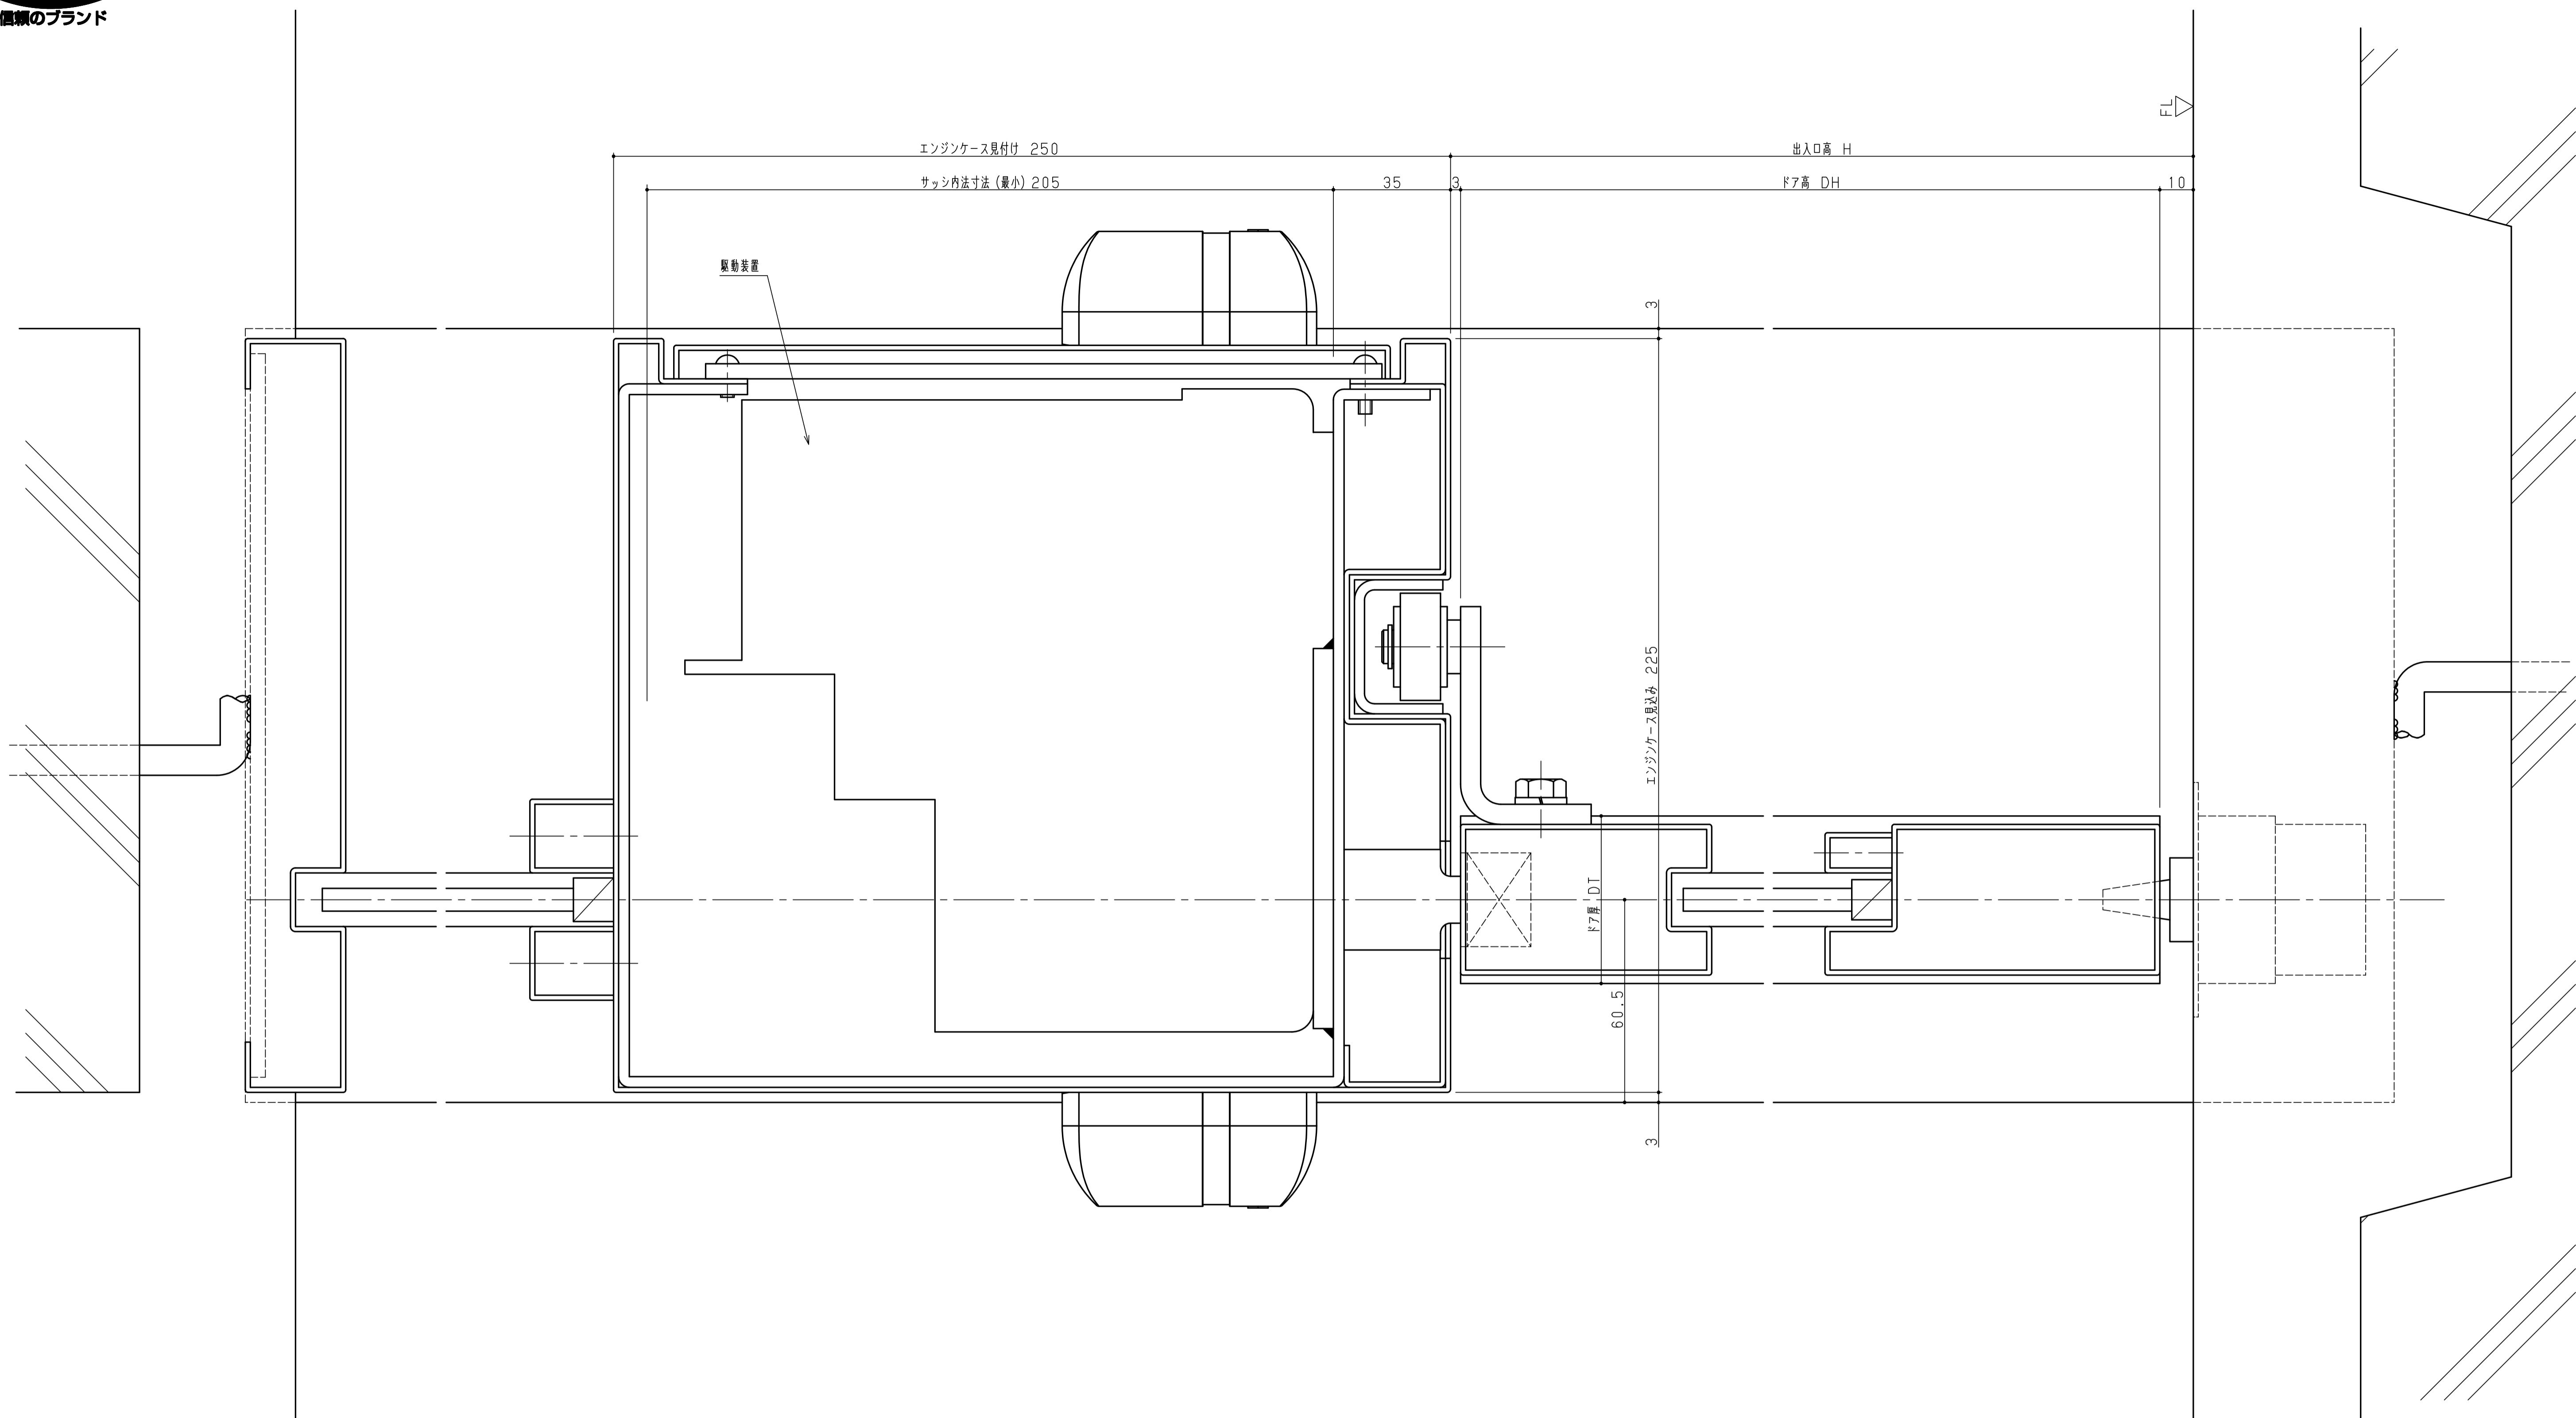 信頼のブランド
FL
エンジンケース見付け 250
出入口高 H
サッシ内法寸法(最小)205
35
3
ドア高 DH
10
駆動装置
3
エンジンケース見込み 225
ドア厚 DT
60.5
3